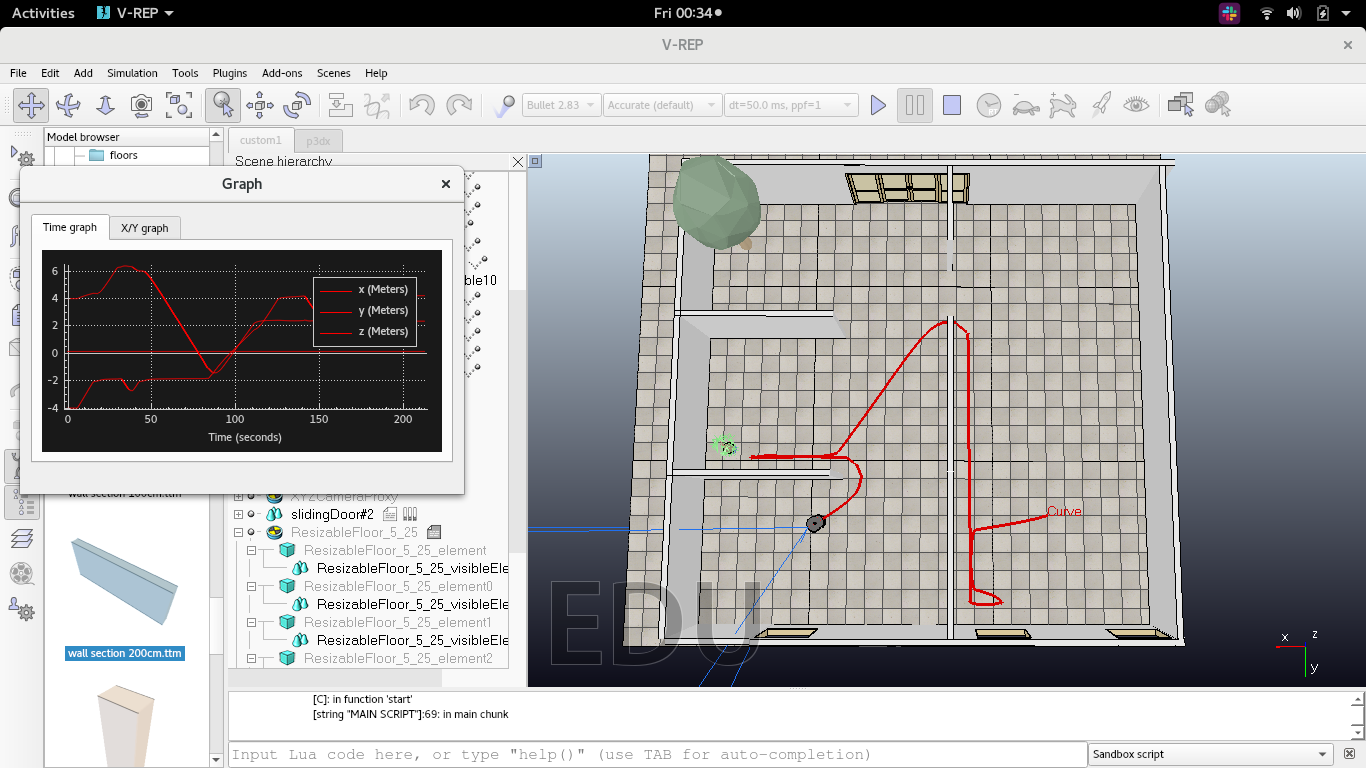 Activities V-REP Fri 00:34
V-REP
File Edit Add Simulation Tools Plugins Add-ons Scenes Help
Bullet 2.83 Accurate (default) dt=50.0 ms, ppf=1
Model browser
floors
custom1 p3dx
Scene hierarchy
Graph
Time graph X/Y graph
6
4
2
0
-2
-4
0 50 100 150 200
Time (seconds)
x (Meters)
y (Meters)
z (Meters)
ble10
wall section 100cm.ttm
XYZCameraProxy
slidingDoor#2
ResizableFloor_5_25
ResizableFloor_5_25_element
ResizableFloor_5_25_visibleEle
ResizableFloor_5_25_element0
ResizableFloor_5_25_visibleEle
ResizableFloor_5_25_element1
ResizableFloor_5_25_visibleEle
ResizableFloor_5_25_element2
wall section 200cm.ttm
Curve
EDU
x z
y
[C]: in function 'start'
[string "MAIN SCRIPT"]:69: in main chunk
Input Lua code here, or type "help()" (use TAB for auto-completion)
Sandbox script